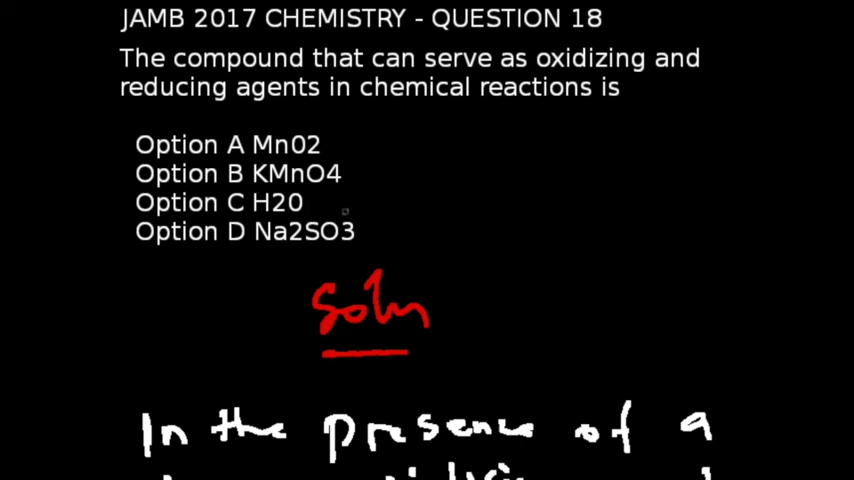 JAMB 2017 CHEMISTRY - QUESTION 18
The compound that can serve as oxidizing and
reducing agents in chemical reactions is
Option A Mn02
Option B KMnO4
Option C H20
Option D Na2SO3
Soln
In the presence of a